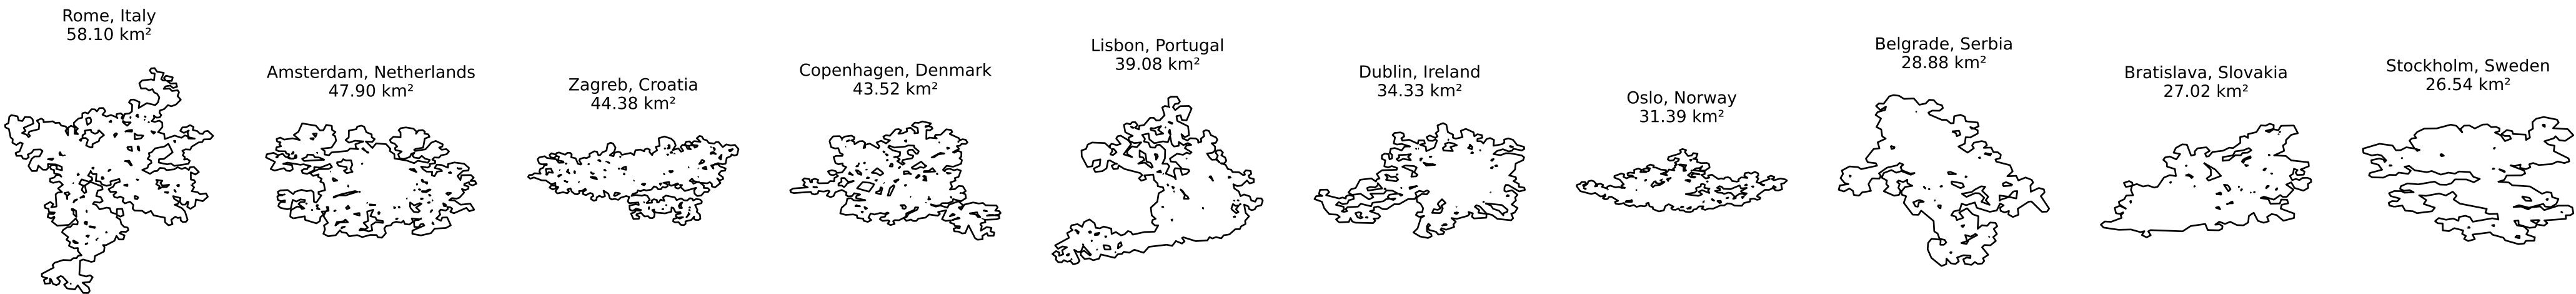 Rome, Italy
58.10 km²
Amsterdam, Netherlands
47.90 km²
Zagreb, Croatia
44.38 km²
Copenhagen, Denmark
43.52 km²
Lisbon, Portugal
39.08 km²
Dublin, Ireland
34.33 km²
Oslo, Norway
31.39 km²
Belgrade, Serbia
28.88 km²
Bratislava, Slovakia
27.02 km²
Stockholm, Sweden
26.54 km²